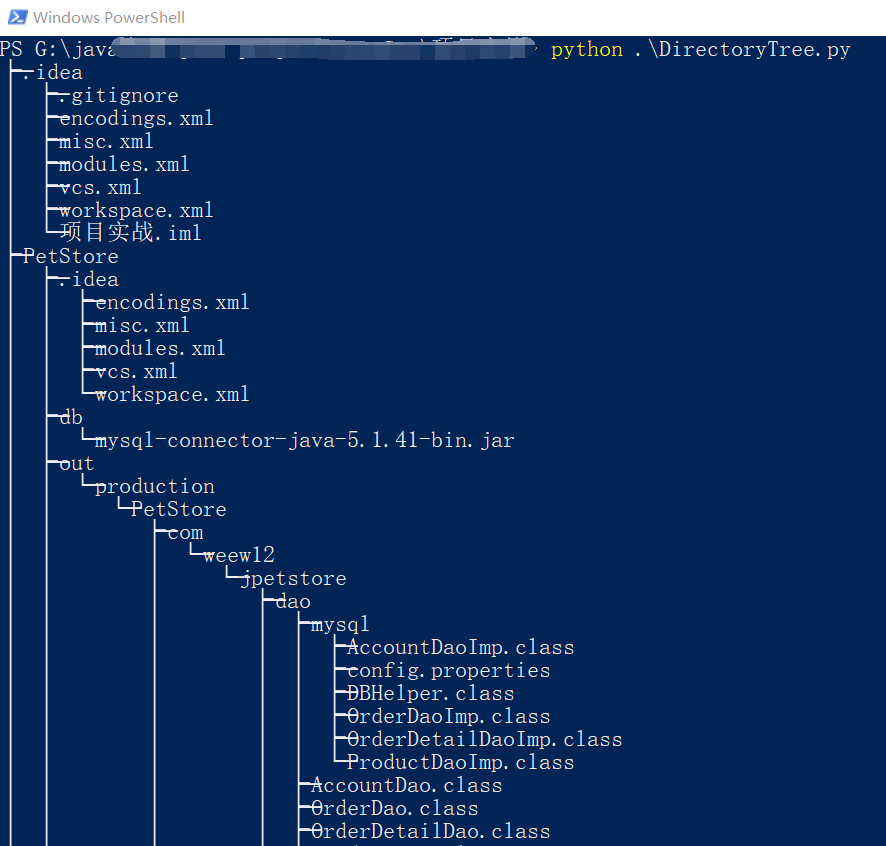 Windows PowerShell
PS G:\java python .\DirectoryTree.py
├─.idea
│  ├─.gitignore
│  ├─encodings.xml
│  ├─misc.xml
│  ├─modules.xml
│  ├─vcs.xml
│  ├─workspace.xml
│  └─项目实战.iml
├─PetStore
│  ├─.idea
│  │  ├─encodings.xml
│  │  ├─misc.xml
│  │  ├─modules.xml
│  │  ├─vcs.xml
│  │  └─workspace.xml
│  ├─db
│  │  └─mysql-connector-java-5.1.41-bin.jar
│  ├─out
│  │  └─production
│  │     └─PetStore
│  │        ├─com
│  │        │  └─weew12
│  │        │     └─jpetstore
│  │        │        ├─dao
│  │        │        │  ├─mysql
│  │        │        │  │  ├─AccountDaoImp.class
│  │        │        │  │  ├─config.properties
│  │        │        │  │  ├─DBHelper.class
│  │        │        │  │  ├─OrderDaoImp.class
│  │        │        │  │  ├─OrderDetailDaoImp.class
│  │        │        │  │  └─ProductDaoImp.class
│  │        │        │  ├─AccountDao.class
│  │        │        │  ├─OrderDao.class
│  │        │        │  ├─OrderDetailDao.class